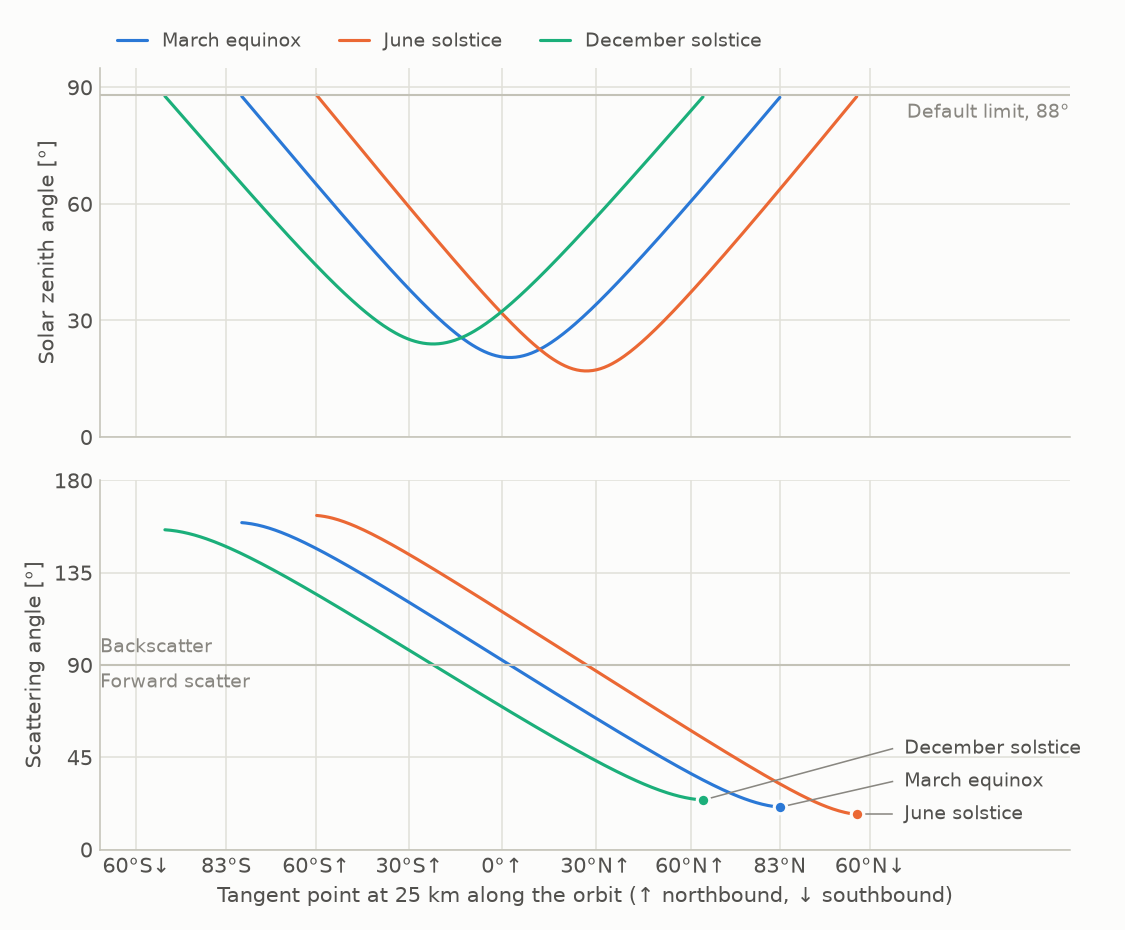 March equinox
June solstice
December solstice
90
60
30
0
Solar zenith angle [°]
Default limit, 88°
180
135
90
45
0
Scattering angle [°]
Backscatter
Forward scatter
December solstice
March equinox
June solstice
60°S↓ 83°S 60°S↑ 30°S↑ 0°↑ 30°N↑ 60°N↑ 83°N 60°N↓
Tangent point at 25 km along the orbit (↑ northbound, ↓ southbound)